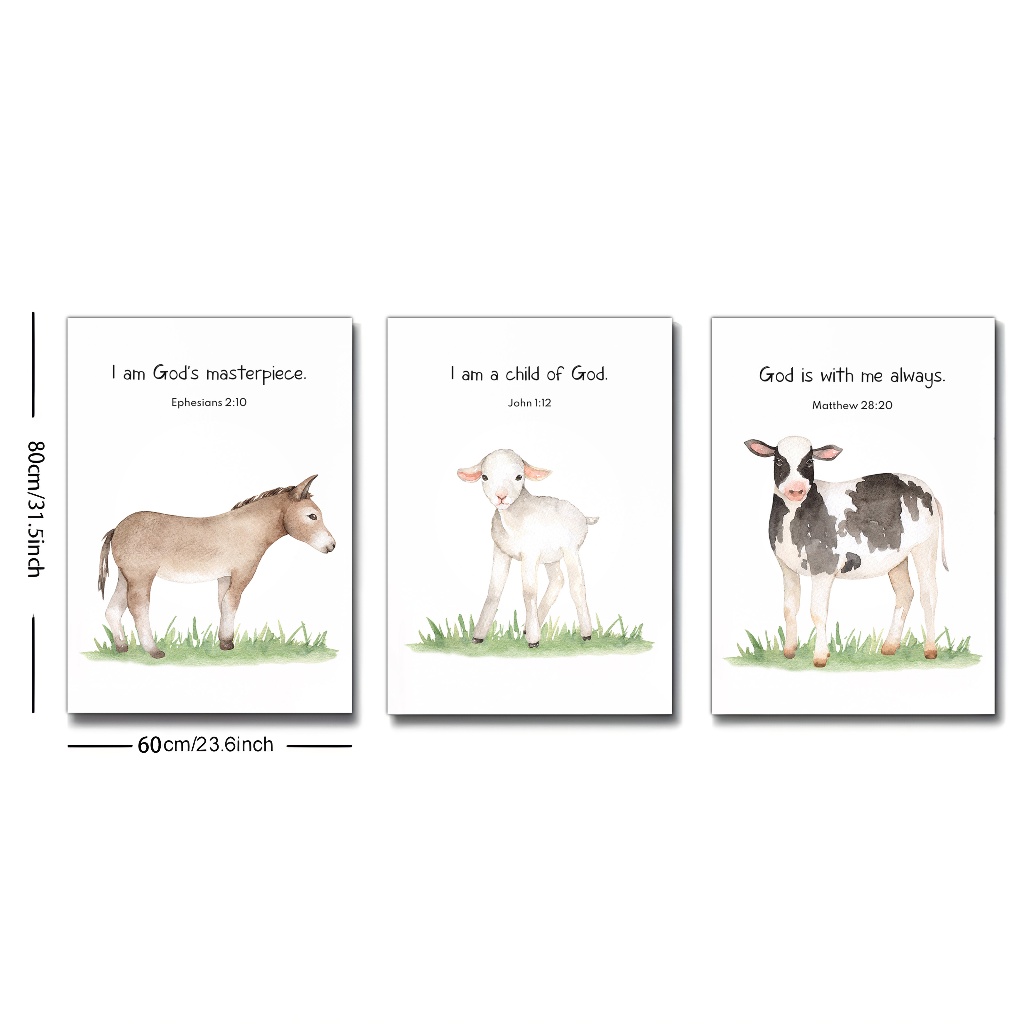 I am God's masterpiece.
Ephesians 2:10
I am a child of God.
John 1:12
God is with me always.
Matthew 28:20
80cm/31.5inch
60cm/23.6inch